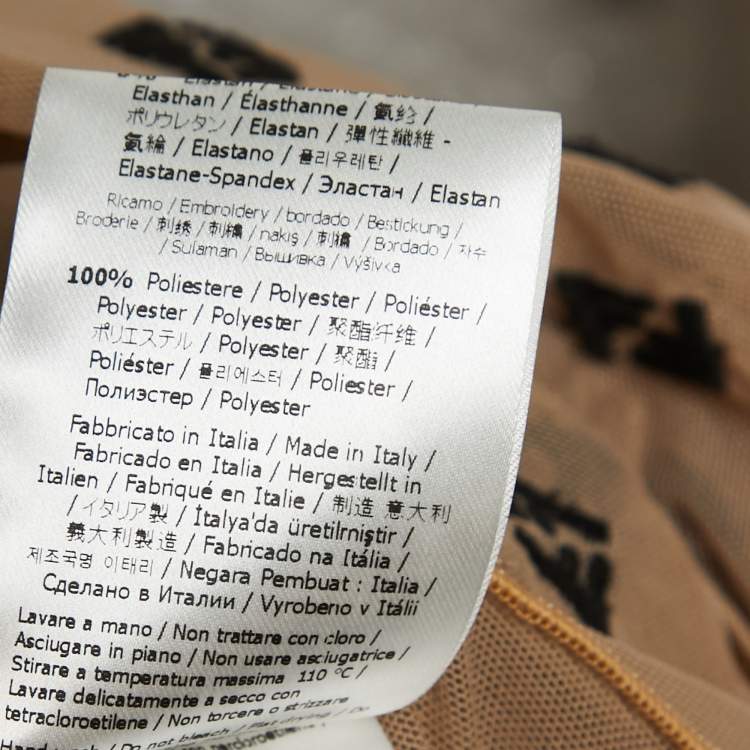 Elasthan / Élasthanne / 氨纶 /
ポリウレタン / Elastan / 彈性纖維 -
氨綸 / Elastano / 폴리우레탄 /
Elastane-Spandex / Эластан / Elastan
Ricamo / Embroidery / bordado / Bestickung /
Broderie / 刺绣 / 刺繍 / nakış / 刺繡 / Bordado / 자수
/ Sulaman / Вышивка / Výšivka
100% Poliestere / Polyester / Poliéster /
Polyester / Polyester / 聚酯纤维 /
ポリエステル / Polyester / 聚酯 /
Poliéster / 폴리에스터 / Poliester /
Полиэстер / Polyester
Fabbricato in Italia / Made in Italy /
Fabricado en Italia / Hergestellt in
Italien / Fabriqué en Italie / 制造 意大利
/ イタリア製 / İtalya'da üretilmiştir /
義大利製造 / Fabricado na Itália /
제조국명 이태리 / Negara Pembuat : Italia /
Сделано в Италии / Vyrobeno v Itálii
Lavare a mano / Non trattare con cloro /
Asciugare in piano / Non usare asciugatrice /
Stirare a temperatura massima 110 °C /
Lavare delicatamente a secco con
tetracloroetilene / Non torcere o strizzare
Do not bleach / Flat drying / Do